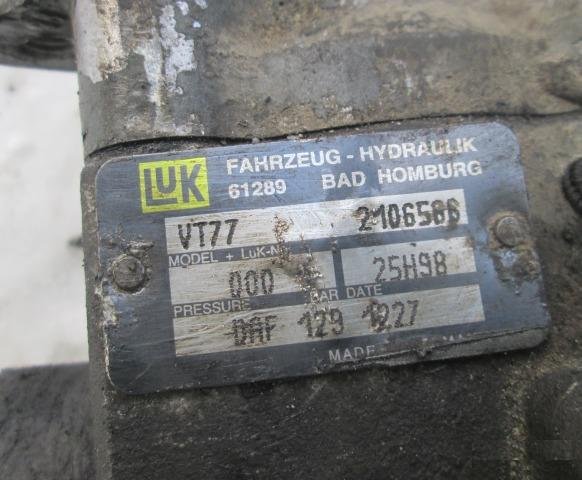 LUK FAHRZEUG - HYDRAULIK
61289 BAD HOMBURG
VT77 2106586
MODEL + LuK-N
000 25H98
PRESSURE BAR DATE
DAF 129 1227
MADE